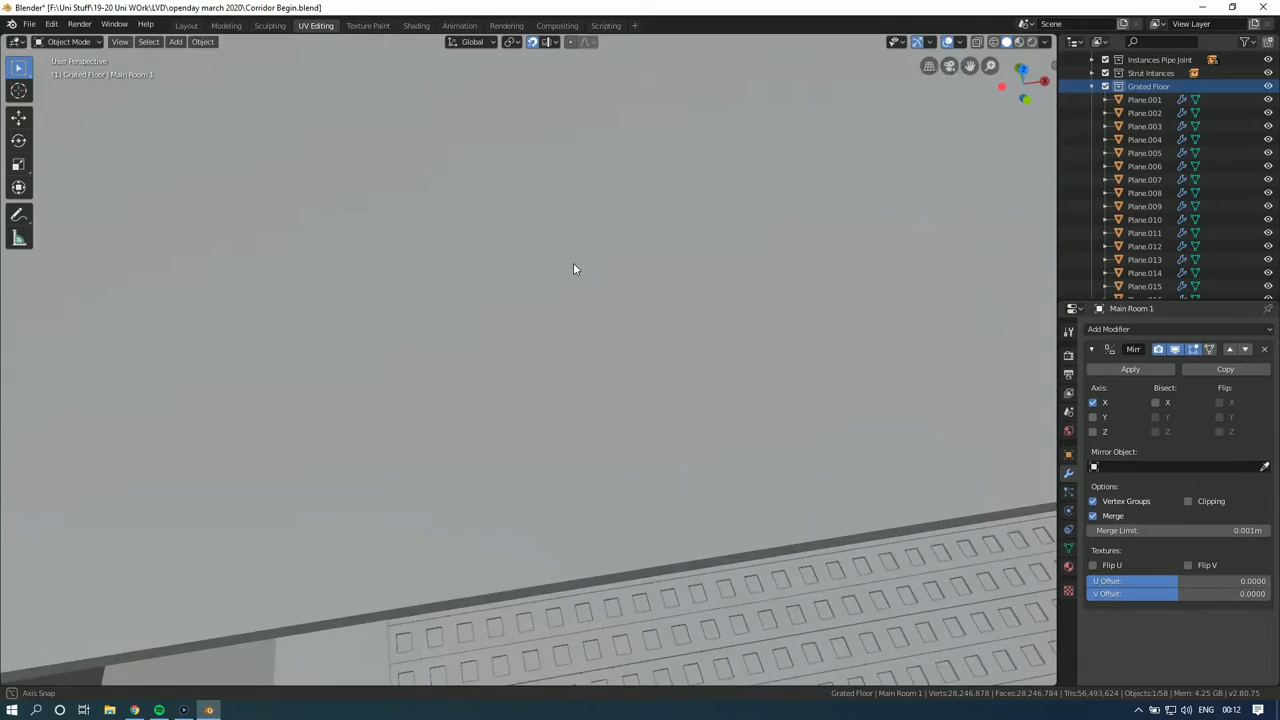 Blender* [F:\Uni Stuff\19-20 Uni WOrk\LVD\openday march 2020\Corridor Begin.blend]
File Edit Render Window Help Layout Modeling Sculpting UV Editing Texture Paint Shading Animation Rendering Compositing Scripting + Scene View Layer
Object Mode View Select Add Object Global
User Perspective
(1) Grated Floor | Main Room 1
Z
X
Instances Pipe Joint
Strut Intances
Grated Floor
Plane.001
Plane.002
Plane.003
Plane.004
Plane.005
Plane.006
Plane.007
Plane.008
Plane.009
Plane.010
Plane.011
Plane.012
Plane.013
Plane.014
Plane.015
Main Room 1
Add Modifier
Mirr
Apply Copy
Axis: Bisect: Flip:
X X X
Y Y Y
Z Z Z
Mirror Object:
Options:
Vertex Groups Clipping
Merge
Merge Limit: 0.001m
Textures:
Flip U Flip V
U Offset: 0.0000
V Offset: 0.0000
Axis Snap
Grated Floor | Main Room 1 | Verts:28,246,878 | Faces:28,246,784 | Tris:56,493,624 | Objects:1/58 | Mem: 4.25 GB | v2.80.75
ENG 00:12